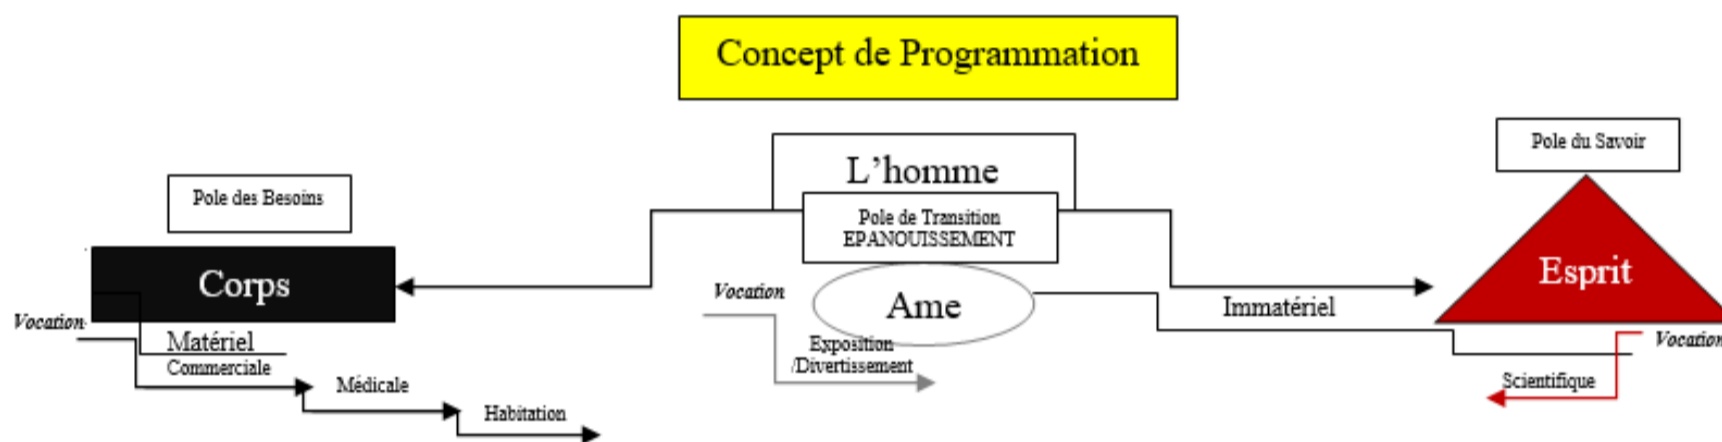 Concept de Programmation
Pole du Savoir
L'homme
Pole des Besoins
Pole de Transition
EPANOUISSEMENT
Corps
Esprit
Vocation
Ame
Immatériel
Vocation
Matériel
Exposition
/Divertissement
Vocation
Commerciale
Médicale
Scientifique
Habitation